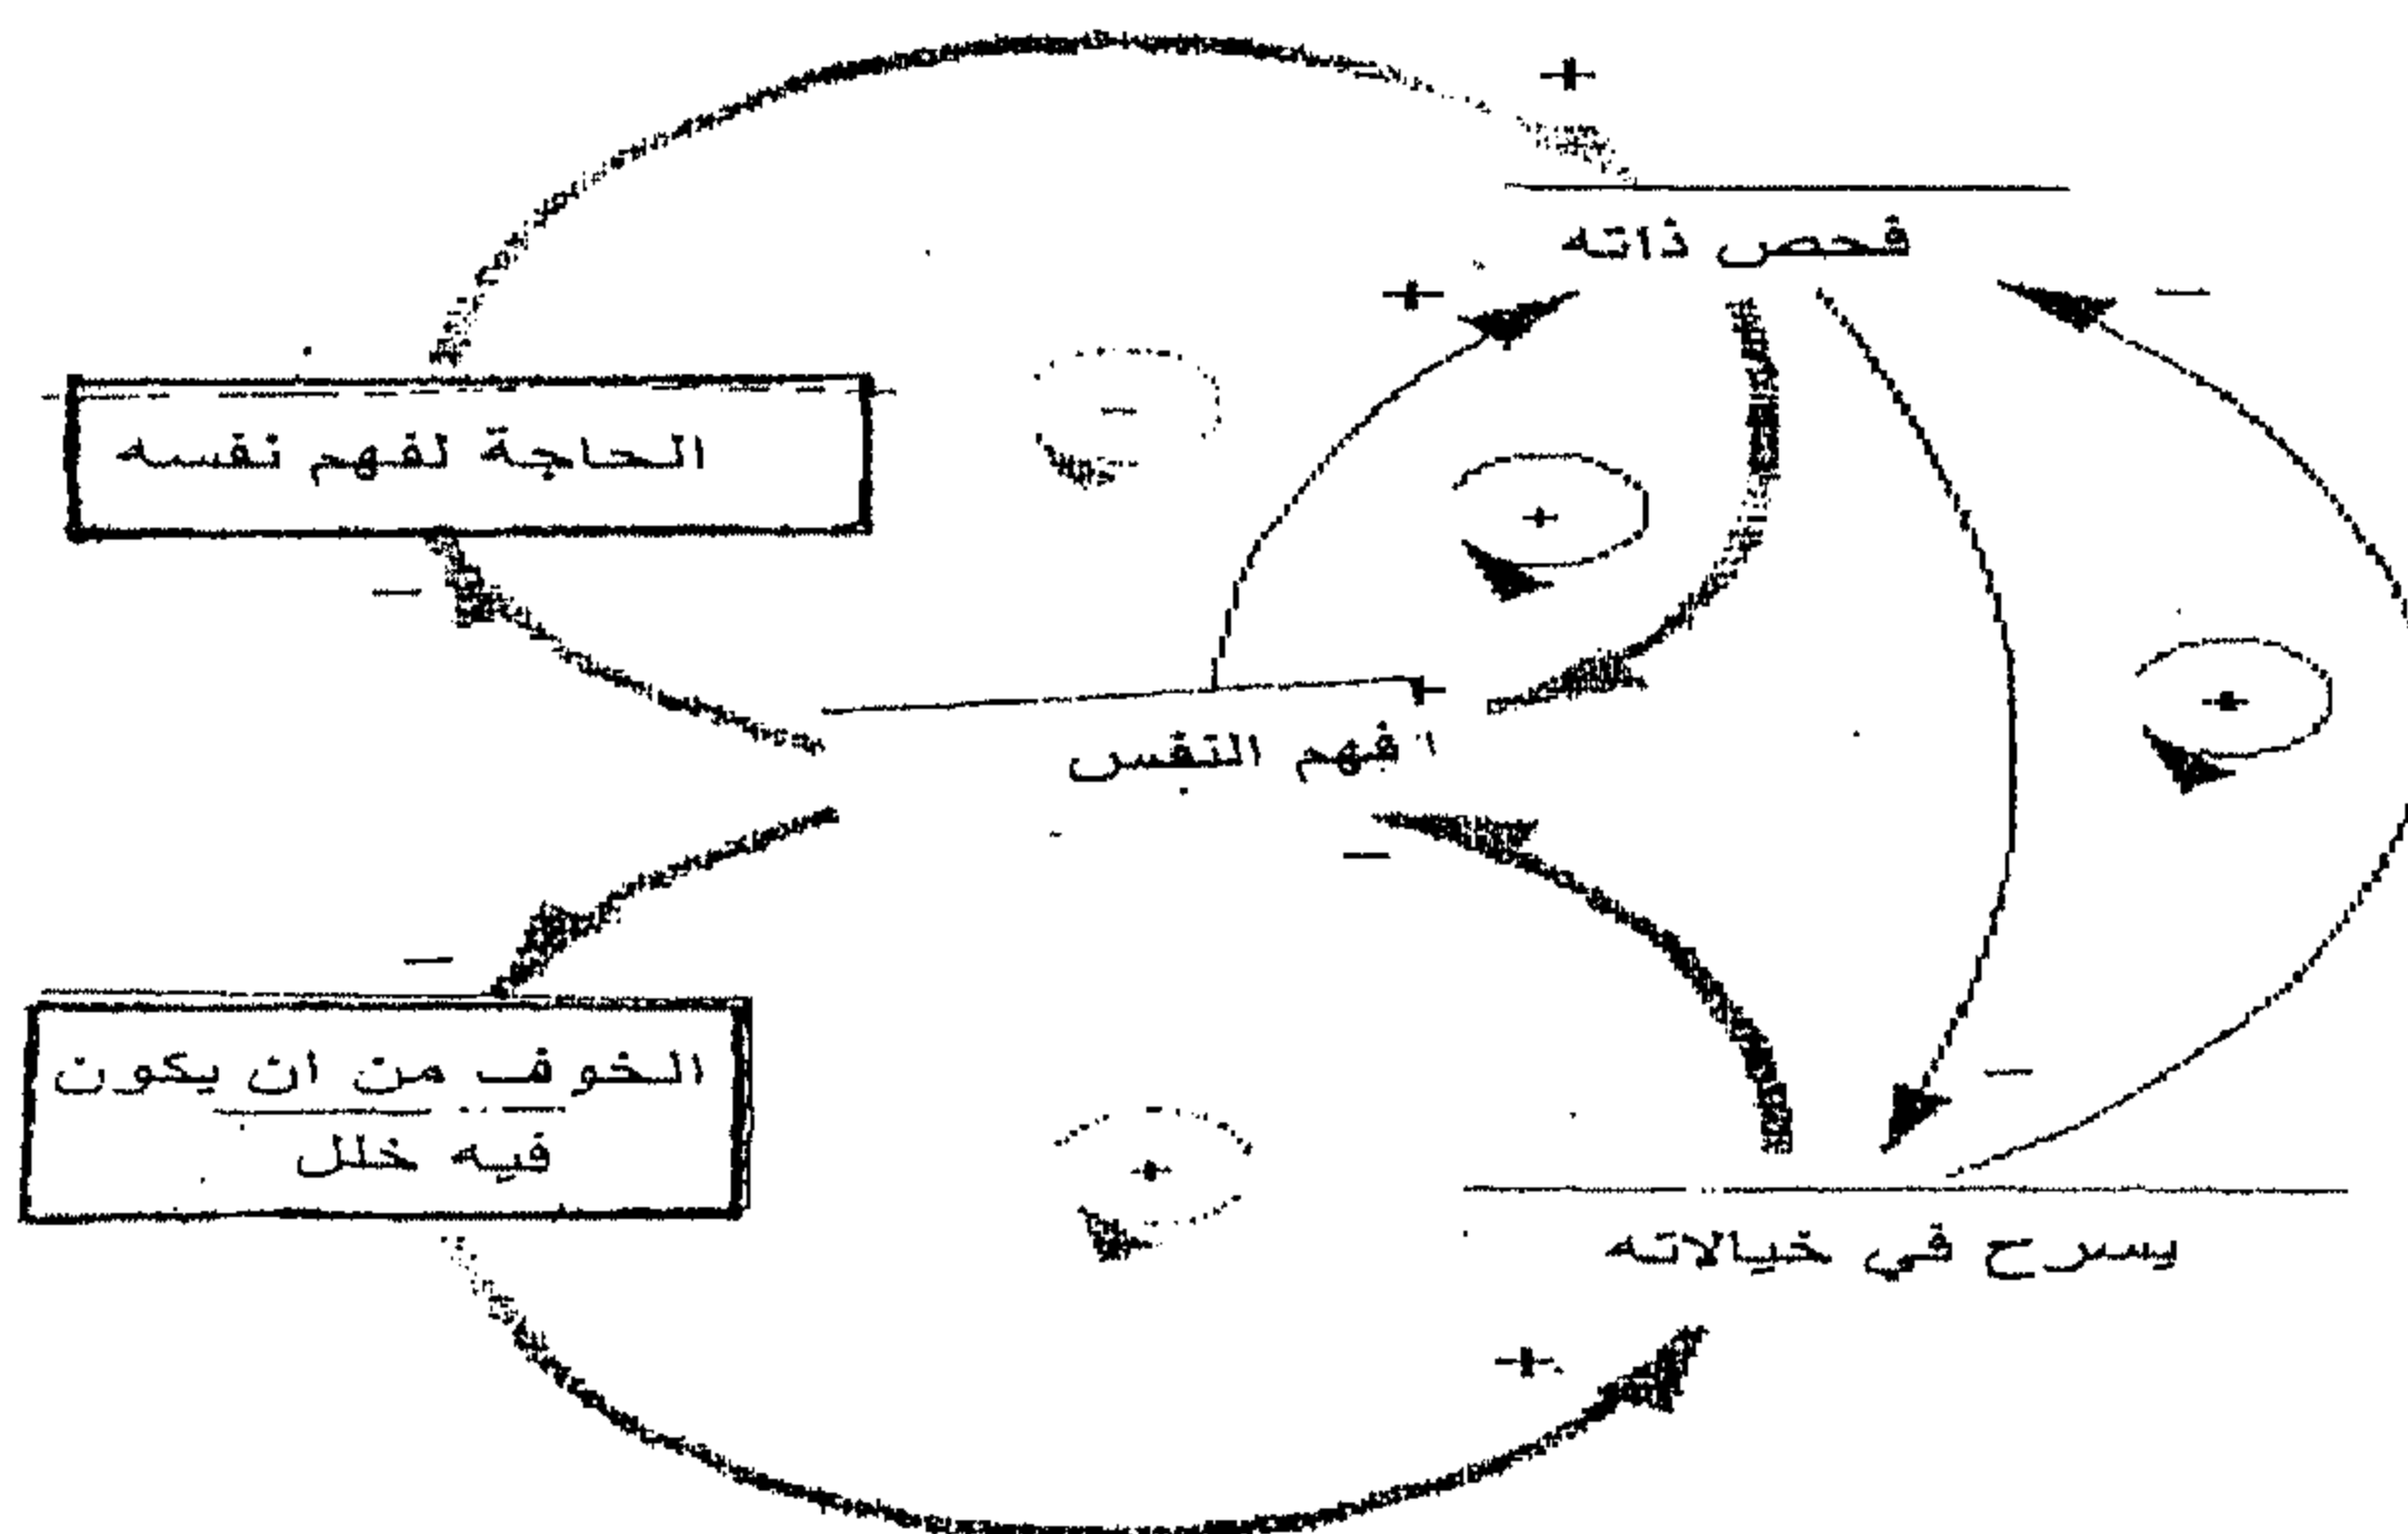 فحص ذاته
الحاجة لفهم نفسه
فهم النفس
الخوف من ان يكون
فيه خلل
يسرح في خيالاته